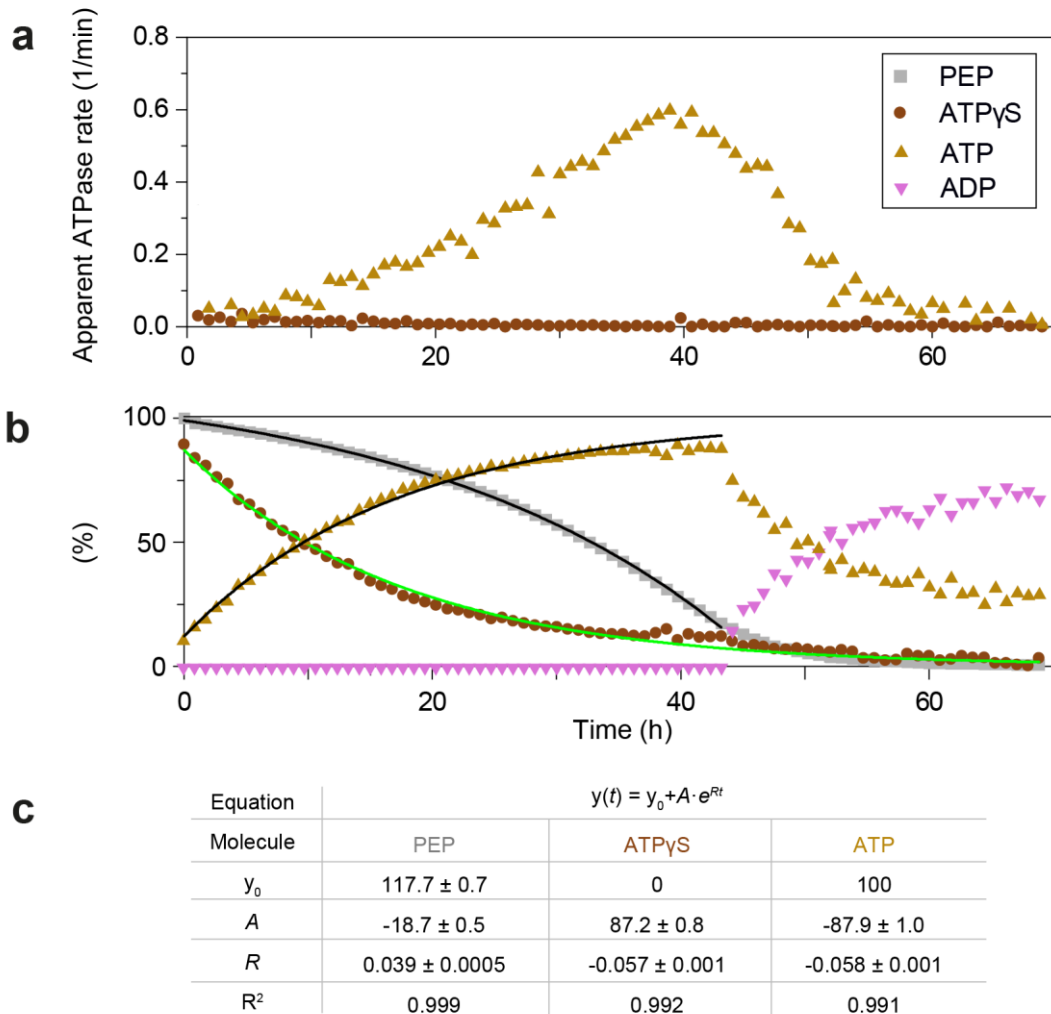 a
Apparent ATPase rate (1/min)
0.8
0.6
0.4
0.2
0.0
0 20 40 60
PEP
ATPγS
ATP
ADP
b
(%)
100
50
0
0 20 40 60
Time (h)
c
Equation y(t) = y₀+A·e^{Rt}
Molecule PEP ATPγS ATP
y₀ 117.7 ± 0.7 0 100
A -18.7 ± 0.5 87.2 ± 0.8 -87.9 ± 1.0
R 0.039 ± 0.0005 -0.057 ± 0.001 -0.058 ± 0.001
R² 0.999 0.992 0.991